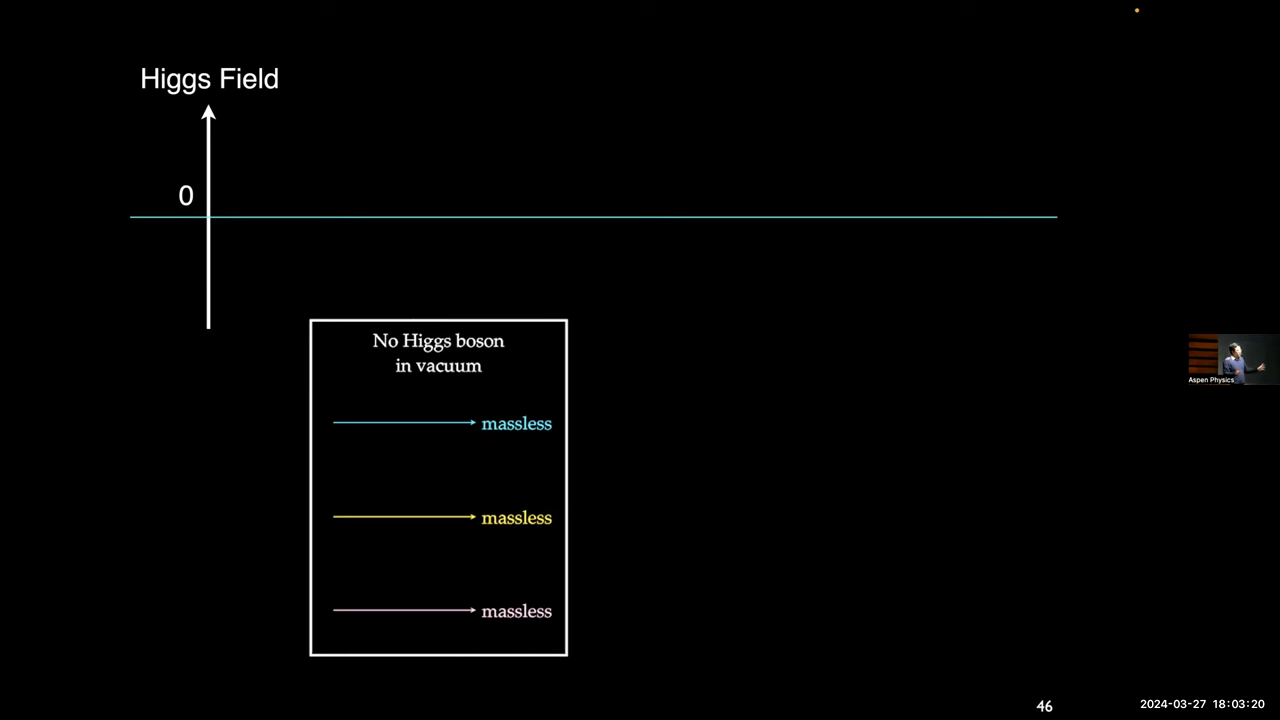 Higgs Field
0
No Higgs boson
in vacuum
massless
massless
massless
Aspen Physics
46
2024-03-27 18:03:20